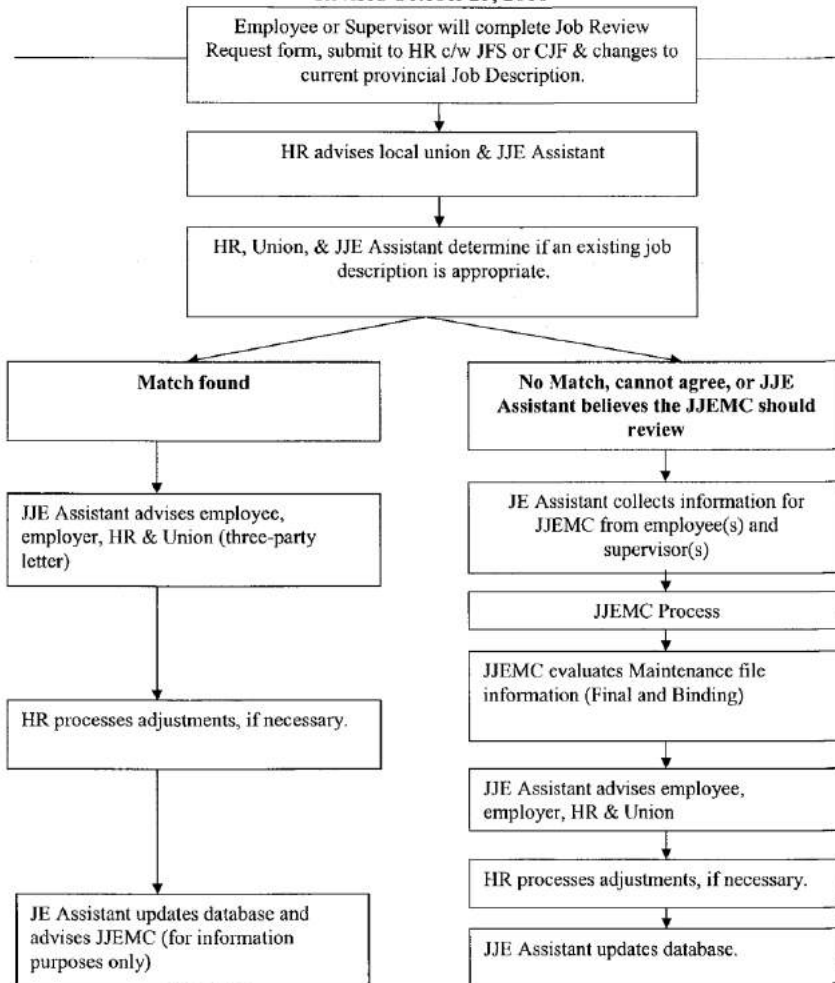 Employee or Supervisor will complete Job Review
Request form, submit to HR c/w JFS or CJF & changes to
current provincial Job Description.
HR advises local union & JJE Assistant
HR, Union, & JJE Assistant determine if an existing job
description is appropriate.
Match found
No Match, cannot agree, or JJE
Assistant believes the JJEMC should
review
JJE Assistant advises employee,
employer, HR & Union (three-party
letter)
JE Assistant collects information for
JJEMC from employee(s) and
supervisor(s)
JJEMC Process
JJEMC evaluates Maintenance file
information (Final and Binding)
HR processes adjustments, if necessary.
JJE Assistant advises employee,
employer, HR & Union
HR processes adjustments, if necessary.
JE Assistant updates database and
advises JJEMC (for information
purposes only)
JJE Assistant updates database.